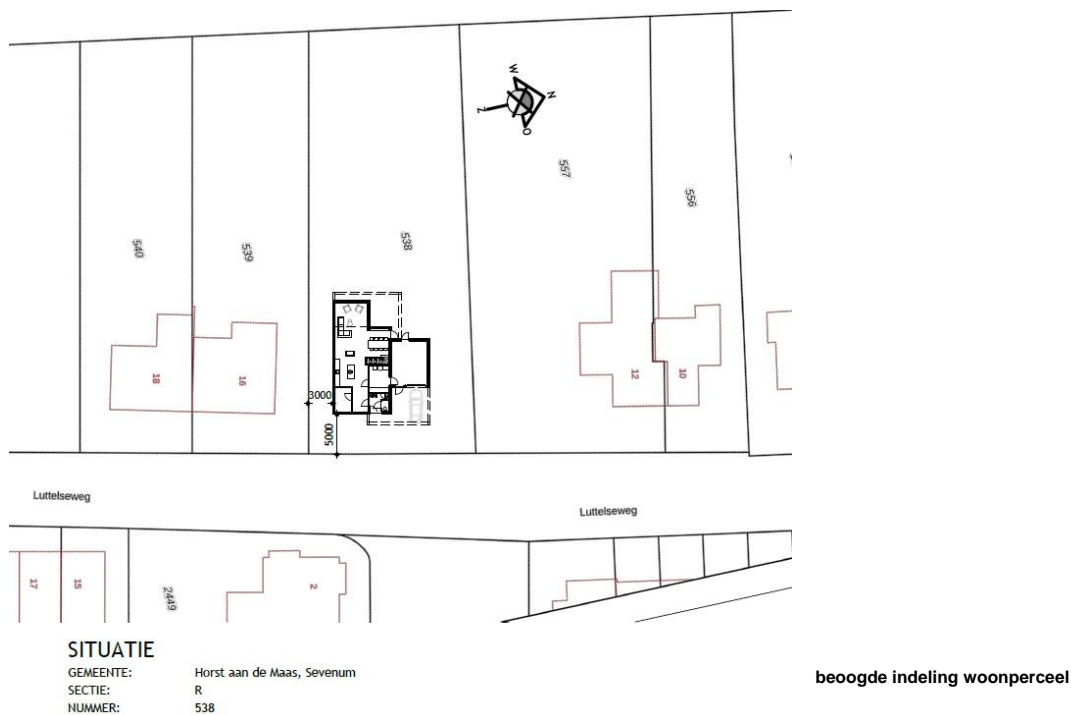 W
N
Z
O
557
556
540
539
538
18
16
12
10
3000
5000
Luttelseweg
Luttelseweg
17
15
2449
2
SITUATIE
GEMEENTE: Horst aan de Maas, Sevenum
SECTIE: R
NUMMER: 538
beoogde indeling woonperceel